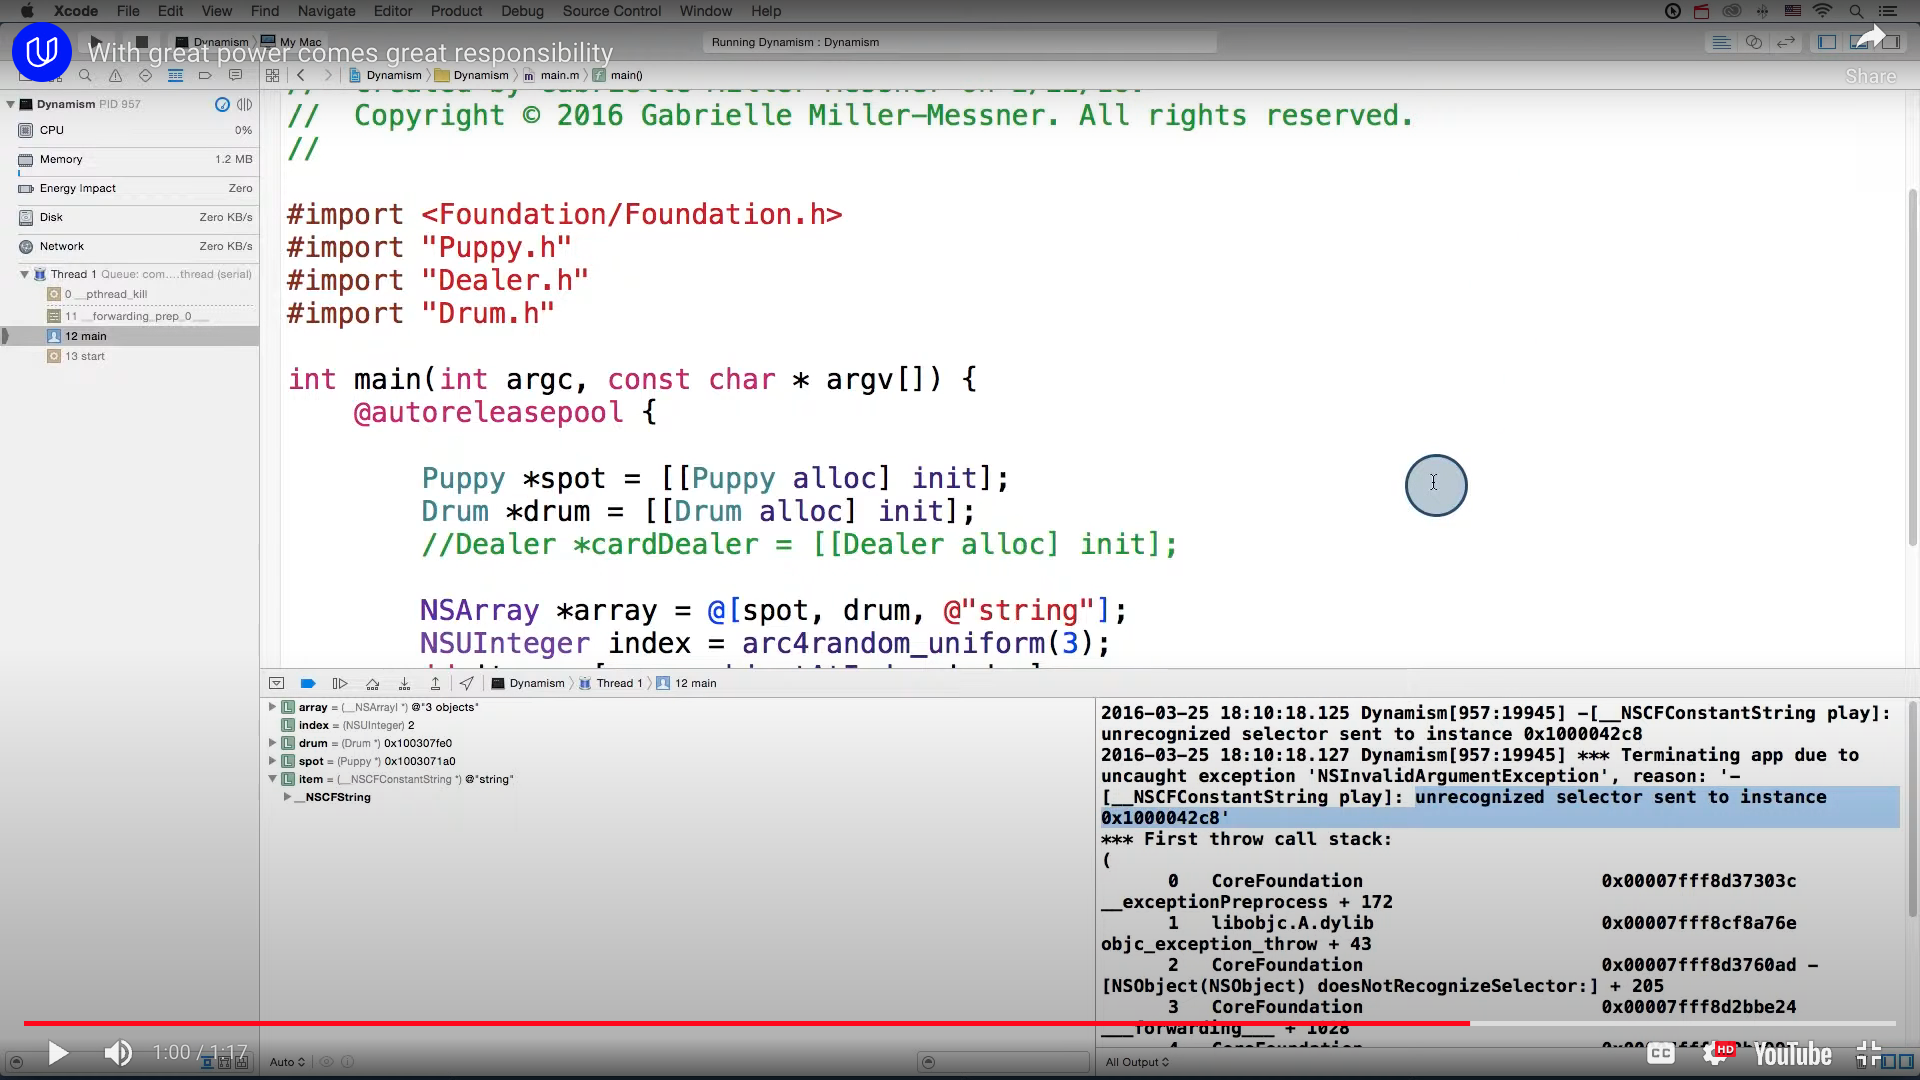 Xcode File Edit View Find Navigate Editor Product Debug Source Control Window Help
Dynamism My Mac
With great power comes great responsibility
Running Dynamism : Dynamism
Share
Dynamism Dynamism main.m main()
Dynamism PID 957
CPU 0%
Memory 1.2 MB
Energy Impact Zero
Disk Zero KB/s
Network Zero KB/s
Thread 1 Queue: com....thread (serial)
0 __pthread_kill
11 __forwarding_prep_0___
12 main
13 start
// Created by Gabrielle Miller-Messner on
// Copyright © 2016 Gabrielle Miller-Messner. All rights reserved.
//
#import <Foundation/Foundation.h>
#import "Puppy.h"
#import "Dealer.h"
#import "Drum.h"
int main(int argc, const char * argv[]) {
@autoreleasepool {
Puppy *spot = [[Puppy alloc] init];
Drum *drum = [[Drum alloc] init];
//Dealer *cardDealer = [[Dealer alloc] init];
NSArray *array = @[spot, drum, @"string"];
NSUInteger index = arc4random_uniform(3);
Dynamism Thread 1 12 main
array = (__NSArrayI *) @"3 objects"
index = (NSUInteger) 2
drum = (Drum *) 0x100307fe0
spot = (Puppy *) 0x1003071a0
item = (__NSCFConstantString *) @"string"
__NSCFString
2016-03-25 18:10:18.125 Dynamism[957:19945] -[__NSCFConstantString play]:
unrecognized selector sent to instance 0x1000042c8
2016-03-25 18:10:18.127 Dynamism[957:19945] *** Terminating app due to
uncaught exception 'NSInvalidArgumentException', reason: '-
[__NSCFConstantString play]: unrecognized selector sent to instance
0x1000042c8'
*** First throw call stack:
(
0 CoreFoundation 0x00007fff8d37303c
__exceptionPreprocess + 172
1 libobjc.A.dylib 0x00007fff8cf8a76e
objc_exception_throw + 43
2 CoreFoundation 0x00007fff8d3760ad -
[NSObject(NSObject) doesNotRecognizeSelector:] + 205
3 CoreFoundation 0x00007fff8d2bbe24
___forwarding___ + 1028
1:00 / 1:17
Auto
All Output
CC
HD
YouTube